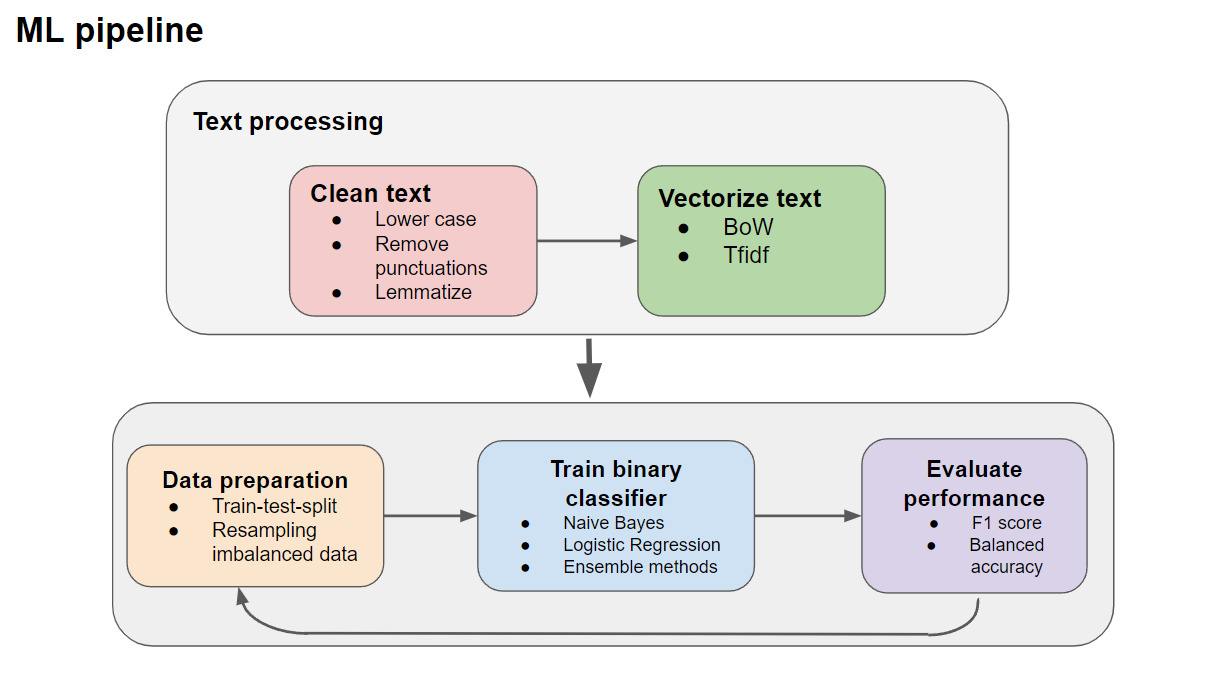 ML pipeline
Text processing
Clean text
● Lower case
● Remove
punctuations
● Lemmatize
Vectorize text
● BoW
● Tfidf
Data preparation
● Train-test-split
● Resampling
imbalanced data
Train binary
classifier
● Naive Bayes
● Logistic Regression
● Ensemble methods
Evaluate
performance
● F1 score
● Balanced
accuracy